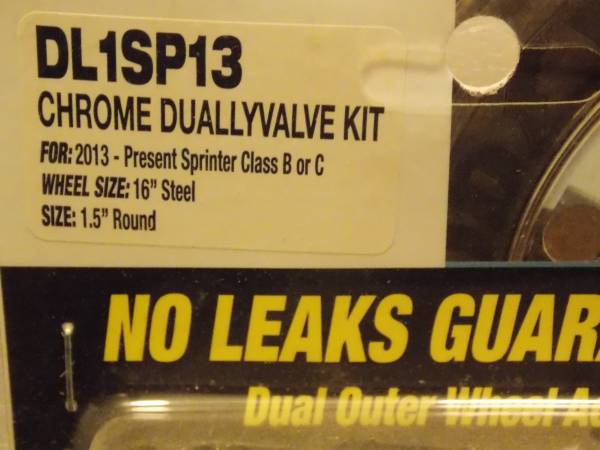 DL1SP13
CHROME DUALLYVALVE KIT
FOR: 2013 - Present Sprinter Class B or C
WHEEL SIZE: 16” Steel
SIZE: 1.5” Round
NO LEAKS GUAR
Dual Outer Wheel